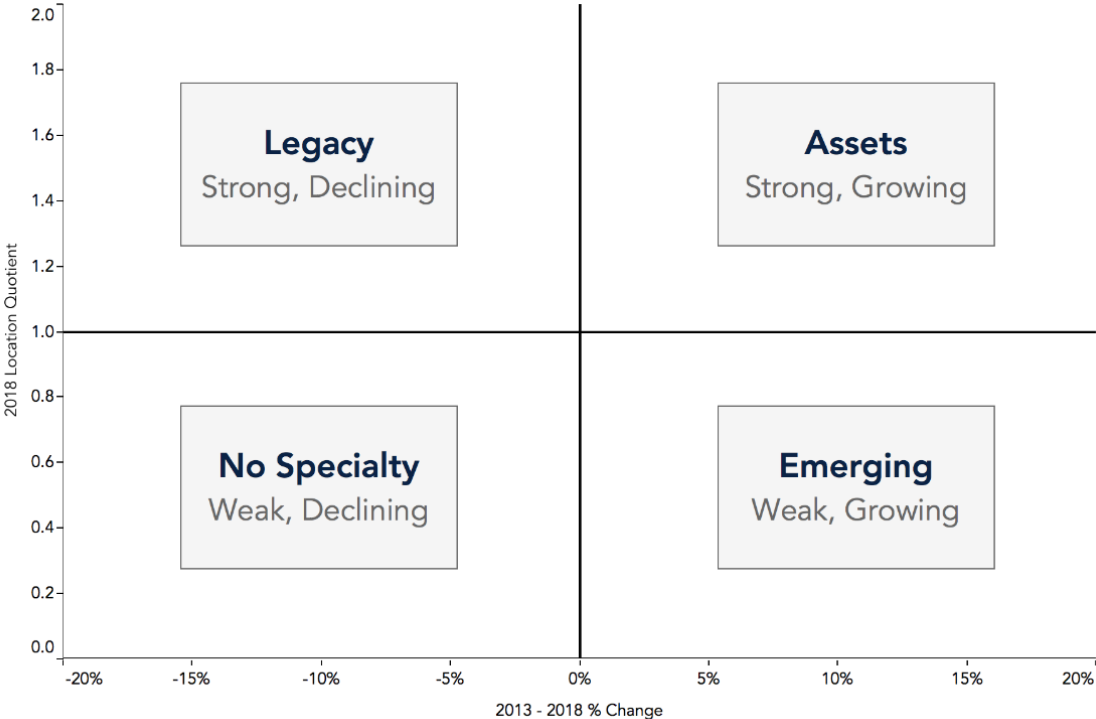 2.0
1.8
1.6
1.4
1.2
1.0
0.8
0.6
0.4
0.2
0.0
2018 Location Quotient
Legacy
Strong, Declining
Assets
Strong, Growing
No Specialty
Weak, Declining
Emerging
Weak, Growing
-20% -15% -10% -5% 0% 5% 10% 15% 20%
2013 - 2018 % Change